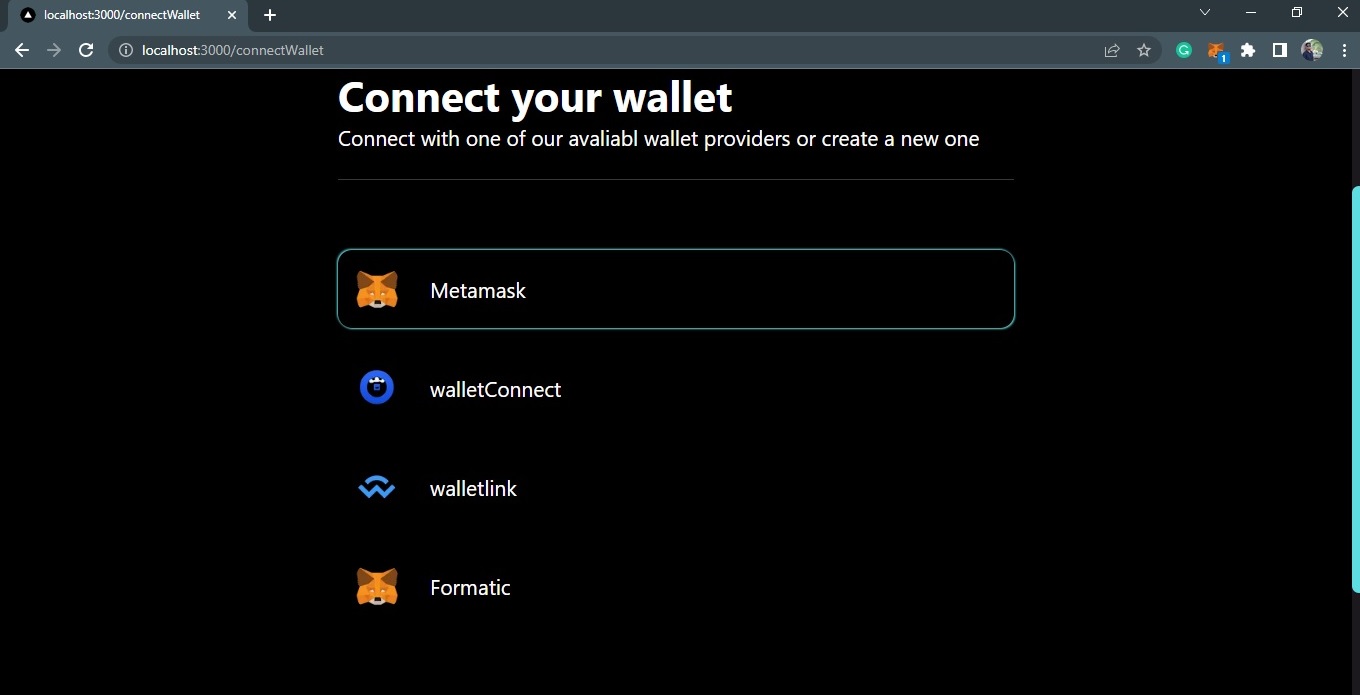 localhost:3000/connectWallet
localhost:3000/connectWallet
1
Connect your wallet
Connect with one of our avaliabl wallet providers or create a new one
Metamask
walletConnect
walletlink
Formatic